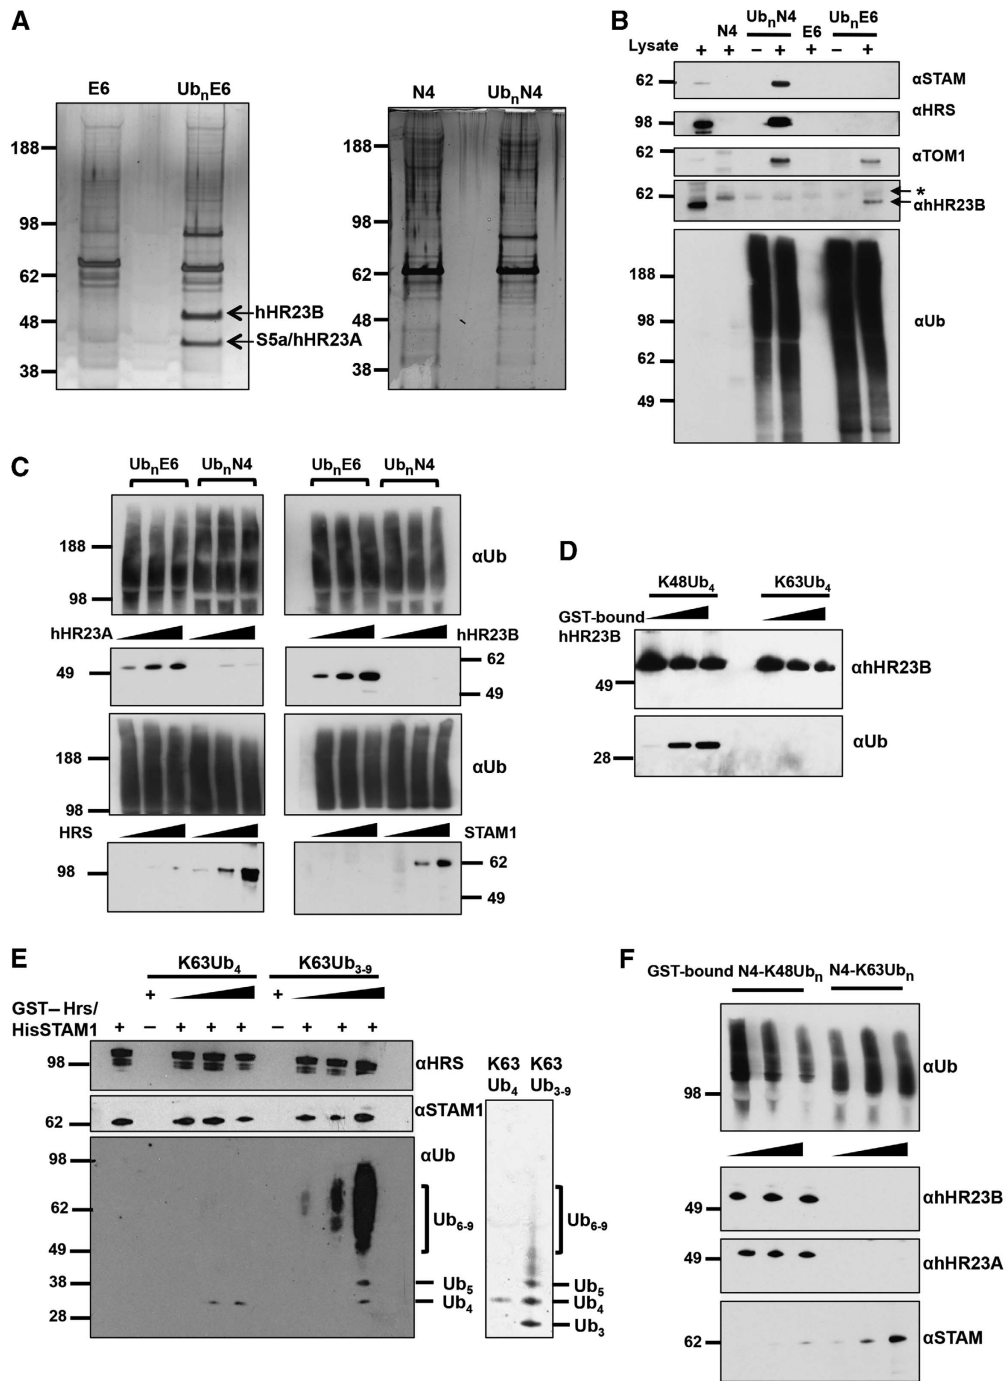 A
E6 UbnE6
188
98
62
48
38
hHR23B
S5a/hHR23A
N4 UbnN4
188
98
62
48
38
B
N4 UbnN4 E6 UbnE6
Lysate + + – + + – +
62 αSTAM
98 αHRS
62 αTOM1
62 *
αhHR23B
188
98
62
49
αUb
C
UbnE6 UbnN4 UbnE6 UbnN4
188
98
αUb
hHR23A hHR23B
49
62
49
188
98
αUb
HRS STAM1
98
62
49
D
K48Ub4 K63Ub4
GST-bound
hHR23B
49 αhHR23B
28 αUb
E
K63Ub4 K63Ub3-9
+ +
GST–Hrs/
HisSTAM1 + – + + + – + + +
98 αHRS
62 αSTAM1
αUb
98
62
49
38
28
Ub6-9
Ub5
Ub4
K63 K63
Ub4 Ub3-9
Ub6-9
Ub5
Ub4
Ub3
F
GST-bound N4-K48Ubn N4-K63Ubn
98 αUb
49 αhHR23B
49 αhHR23A
62 αSTAM